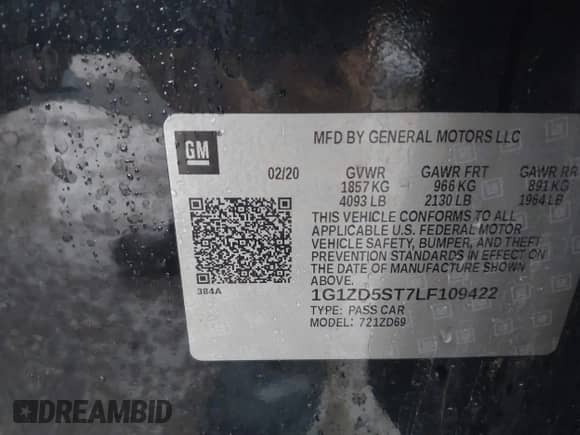 GM
MFD BY GENERAL MOTORS LLC
02/20 GVWR GAWR FRT GAWR RR
1857 KG 966 KG 891 KG
4093 LB 2130 LB 1964 LB
THIS VEHICLE CONFORMS TO ALL
APPLICABLE U.S. FEDERAL MOTOR
VEHICLE SAFETY, BUMPER, AND THEFT
PREVENTION STANDARDS IN EFFECT ON
THE DATE OF MANUFACTURE SHOWN
ABOVE.
384A
1G1ZD5ST7LF109422
TYPE: PASS CAR
MODEL: 721ZD69
DREAMBID